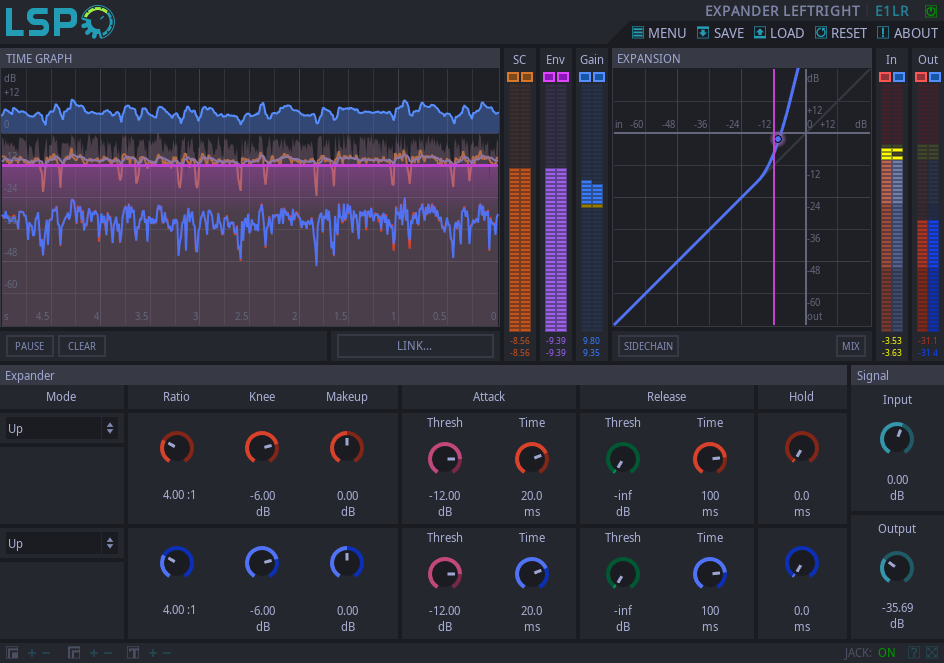 LSP
EXPANDER LEFTRIGHT E1LR
MENU SAVE LOAD RESET ABOUT
TIME GRAPH
SC Env Gain
EXPANSION
In Out
dB
+12
0
-24
-48
-60
s 4.5 4 3.5 3 2.5 2 1.5 1 0.5 0
dB
+12
in -60 -48 -36 -24 -12 0 +12 dB
-12
-24
-36
-48
-60
out
PAUSE CLEAR LINK...
-8.56 -9.39 9.80
-8.56 -9.39 9.35
SIDECHAIN MIX
-3.53 -31.1
-3.63 -31.4
Expander
Signal
Mode Ratio Knee Makeup Attack Release Hold
Input
Thresh Time Thresh Time
Up
4.00 :1 -6.00 0.00 -12.00 20.0 -inf 100 0.0
dB dB dB ms dB ms ms
0.00
dB
Output
Thresh Time Thresh Time
Up
4.00 :1 -6.00 0.00 -12.00 20.0 -inf 100 0.0
dB dB dB ms dB ms ms
-35.69
dB
JACK: ON